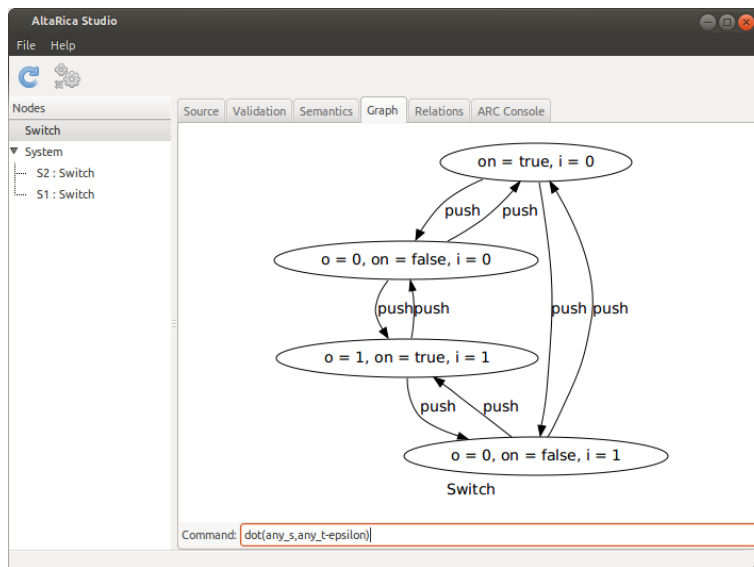 AltaRica Studio
File Help
Nodes
Switch
System
S2 : Switch
S1 : Switch
Source Validation Semantics Graph Relations ARC Console
on = true, i = 0
push push
o = 0, on = false, i = 0
push push push push
o = 1, on = true, i = 1
push push
o = 0, on = false, i = 1
Switch
Command: dot(any_s,any_t-epsilon)